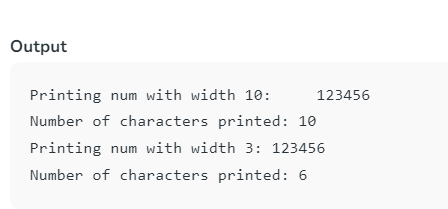 Output
Printing num with width 10:     123456
Number of characters printed: 10
Printing num with width 3: 123456
Number of characters printed: 6